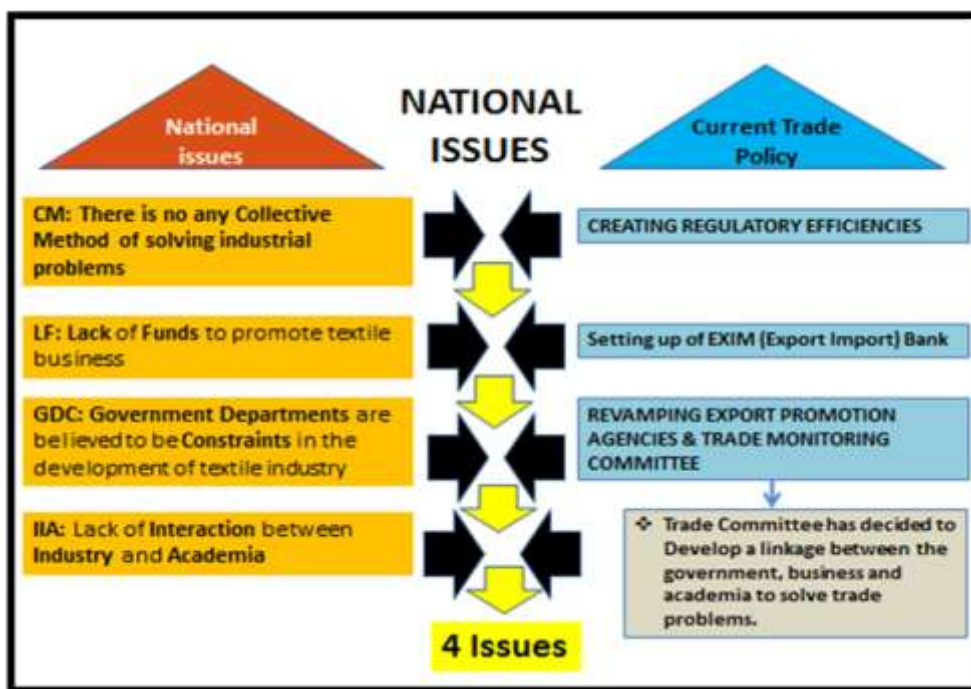 National
issues
NATIONAL
ISSUES
Current Trade
Policy
CM: There is no any Collective
Method of solving industrial
problems
CREATING REGULATORY EFFICIENCIES
LF: Lack of Funds to promote textile
business
Setting up of EXIM (Export Import) Bank
GDC: Government Departments are
believed to be Constraints in the
development of textile industry
REVAMPING EXPORT PROMOTION
AGENCIES & TRADE MONITORING
COMMITTEE
IIA: Lack of Interaction between
Industry and Academia
❖ Trade Committee has decided to
Develop a linkage between the
government, business and
academia to solve trade
problems.
4 Issues